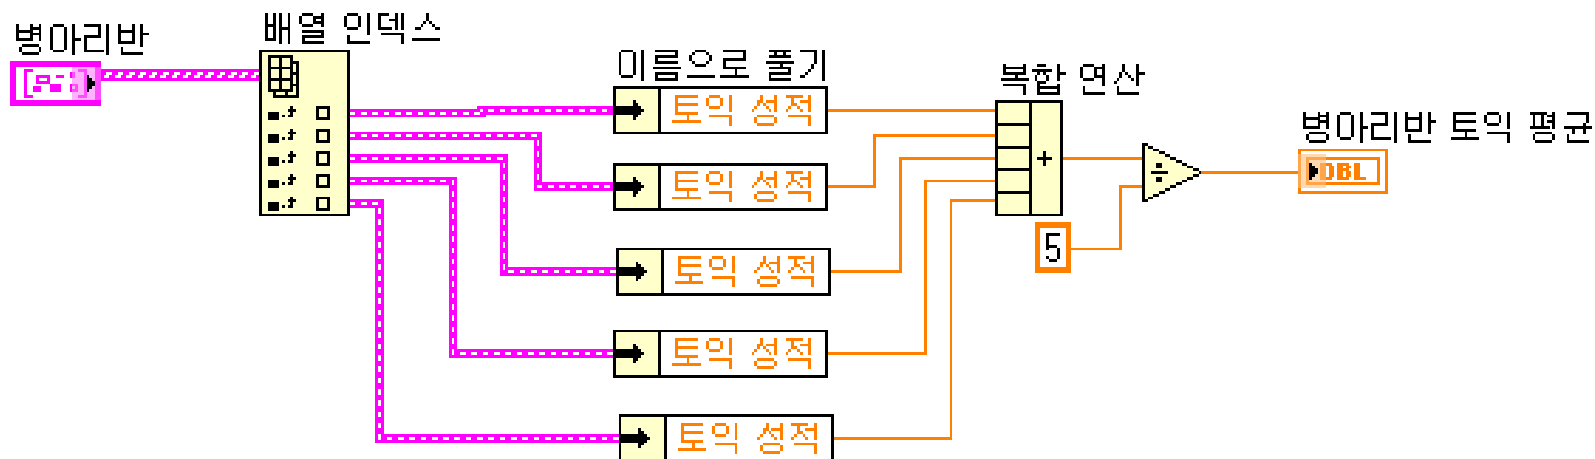 병아리반
배열 인덱스
이름으로 풀기
복합 연산
병아리반 토익 평균
토익 성적
토익 성적
토익 성적
토익 성적
토익 성적
+
÷
5
DBL